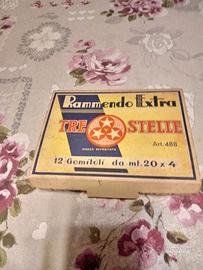 Rammendo Extra
TRE STELLE
MARCA DEPOSITATA
Art. 488
12 Gomitoli da mt. 20 x 4